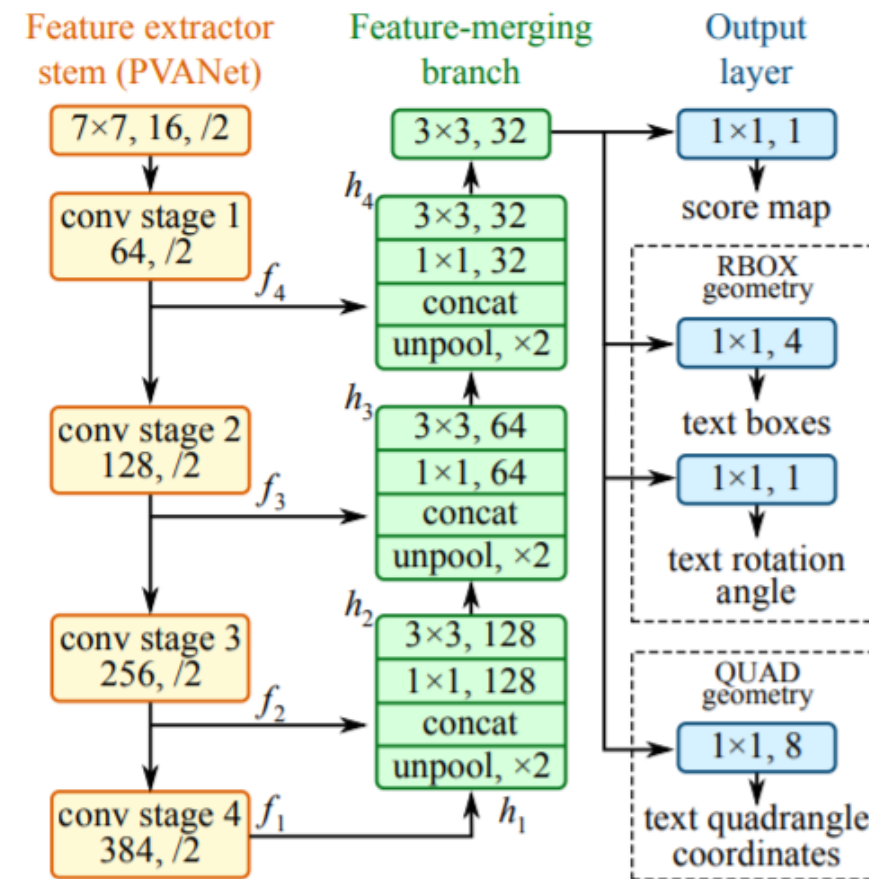 Feature extractor
stem (PVANet)
7×7, 16, /2
conv stage 1
64, /2
f₄
conv stage 2
128, /2
f₃
conv stage 3
256, /2
f₂
conv stage 4
384, /2
f₁
Feature-merging
branch
3×3, 32
h₄
3×3, 32
1×1, 32
concat
unpool, ×2
h₃
3×3, 64
1×1, 64
concat
unpool, ×2
h₂
3×3, 128
1×1, 128
concat
unpool, ×2
h₁
Output
layer
1×1, 1
score map
RBOX
geometry
1×1, 4
text boxes
1×1, 1
text rotation
angle
QUAD
geometry
1×1, 8
text quadrangle
coordinates